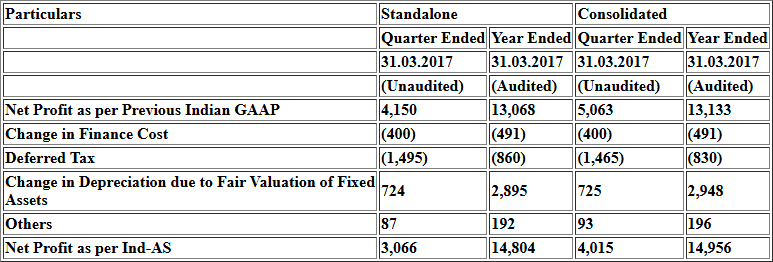 Particulars Standalone Consolidated
Quarter Ended Year Ended Quarter Ended Year Ended
31.03.2017 31.03.2017 31.03.2017 31.03.2017
(Unaudited) (Audited) (Unaudited) (Audited)
Net Profit as per Previous Indian GAAP 4,150 13,068 5,063 13,133
Change in Finance Cost (400) (491) (400) (491)
Deferred Tax (1,495) (860) (1,465) (830)
Change in Depreciation due to Fair Valuation of Fixed
Assets 724 2,895 725 2,948
Others 87 192 93 196
Net Profit as per Ind-AS 3,066 14,804 4,015 14,956